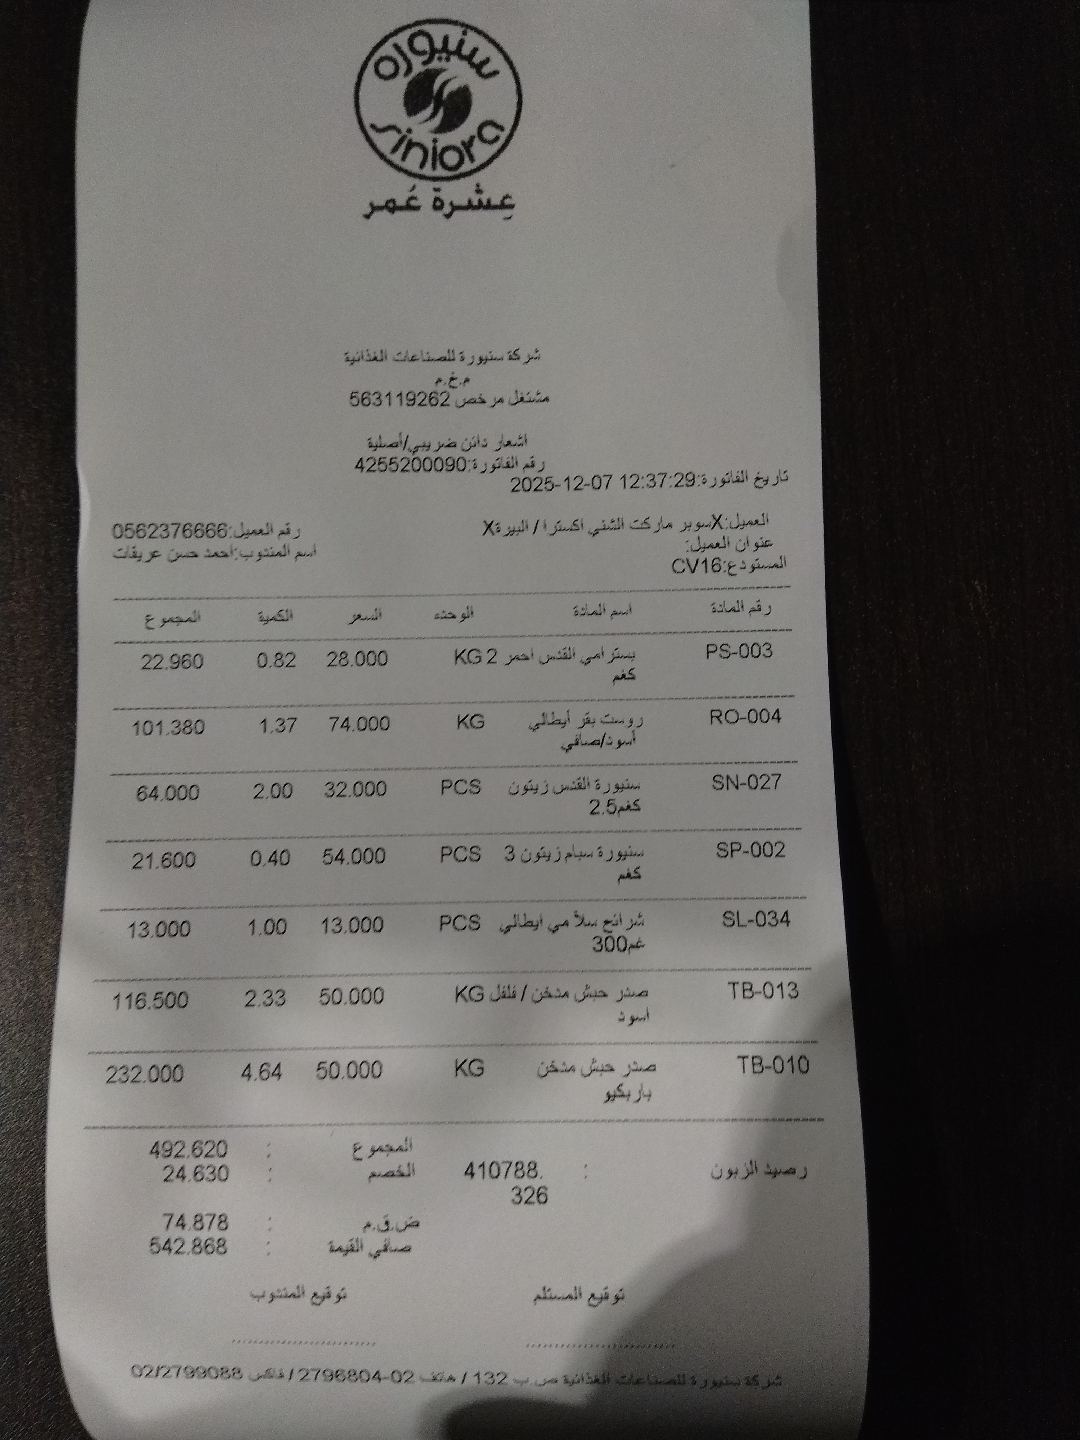 سنيورة
siniora
عِشرة عُمر
شركة سنيورة للصناعات الغذائية
م.خ.م
مشتغل مرخص 563119262
اشعار دائن ضريبي/أصلية
رقم الفاتورة:4255200090
تاريخ الفاتورة:2025-12-07 12:37:29
العميل:Xسوبر ماركت الشني اكسترا / البيرةX رقم العميل:0562376666
عنوان العميل: اسم المندوب:احمد حسن عريقات
المستودع:CV16
رقم المادة اسم المادة الوحده السعر الكمية المجموع
PS-003 بسترامي القدس احمر 2 KG 28.000 0.82 22.960
كغم
RO-004 روست بقر أيطالي KG 74.000 1.37 101.380
أسود/صافي
SN-027 سنيورة القدس زيتون PCS 32.000 2.00 64.000
2.5كغم
SP-002 سنيورة سبام زيتون 3 PCS 54.000 0.40 21.600
كغم
SL-034 شرائح سلامي ايطالي PCS 13.000 1.00 13.000
300غم
TB-013 صدر حبش مدخن / فلفل KG 50.000 2.33 116.500
اسود
TB-010 صدر حبش مدخن KG 50.000 4.64 232.000
باربكيو
المجموع : 492.620
رصيد الزبون : 410788. الخصم : 24.630
326
ض.ق.م : 74.878
صافي القيمة : 542.868
توقيع المستلم توقيع المندوب
شركة سنيورة للصناعات الغذائية ص.ب 132 / هاتف 02-2796804 / فاكس 02/2799088